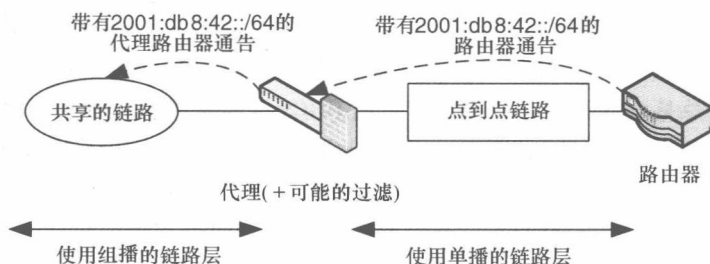 带有2001:db8:42::/64的
代理路由器通告
带有2001:db8:42::/64的
路由器通告
共享的链路
点到点链路
路由器
代理(+可能的过滤)
使用组播的链路层
使用单播的链路层